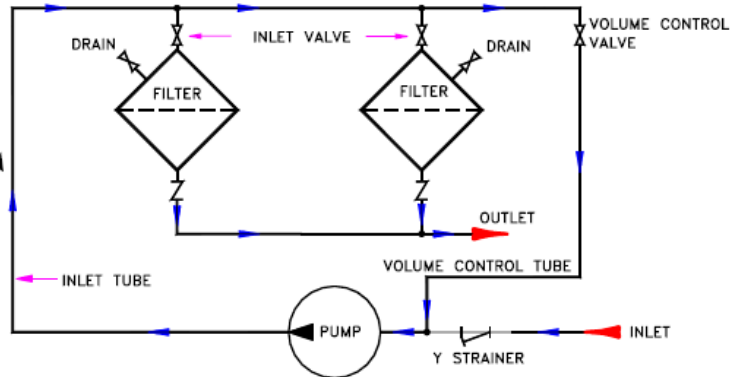 INLET VALVE
VOLUME CONTROL
VALVE
DRAIN
DRAIN
FILTER
FILTER
OUTLET
VOLUME CONTROL TUBE
INLET TUBE
PUMP
INLET
Y STRAINER